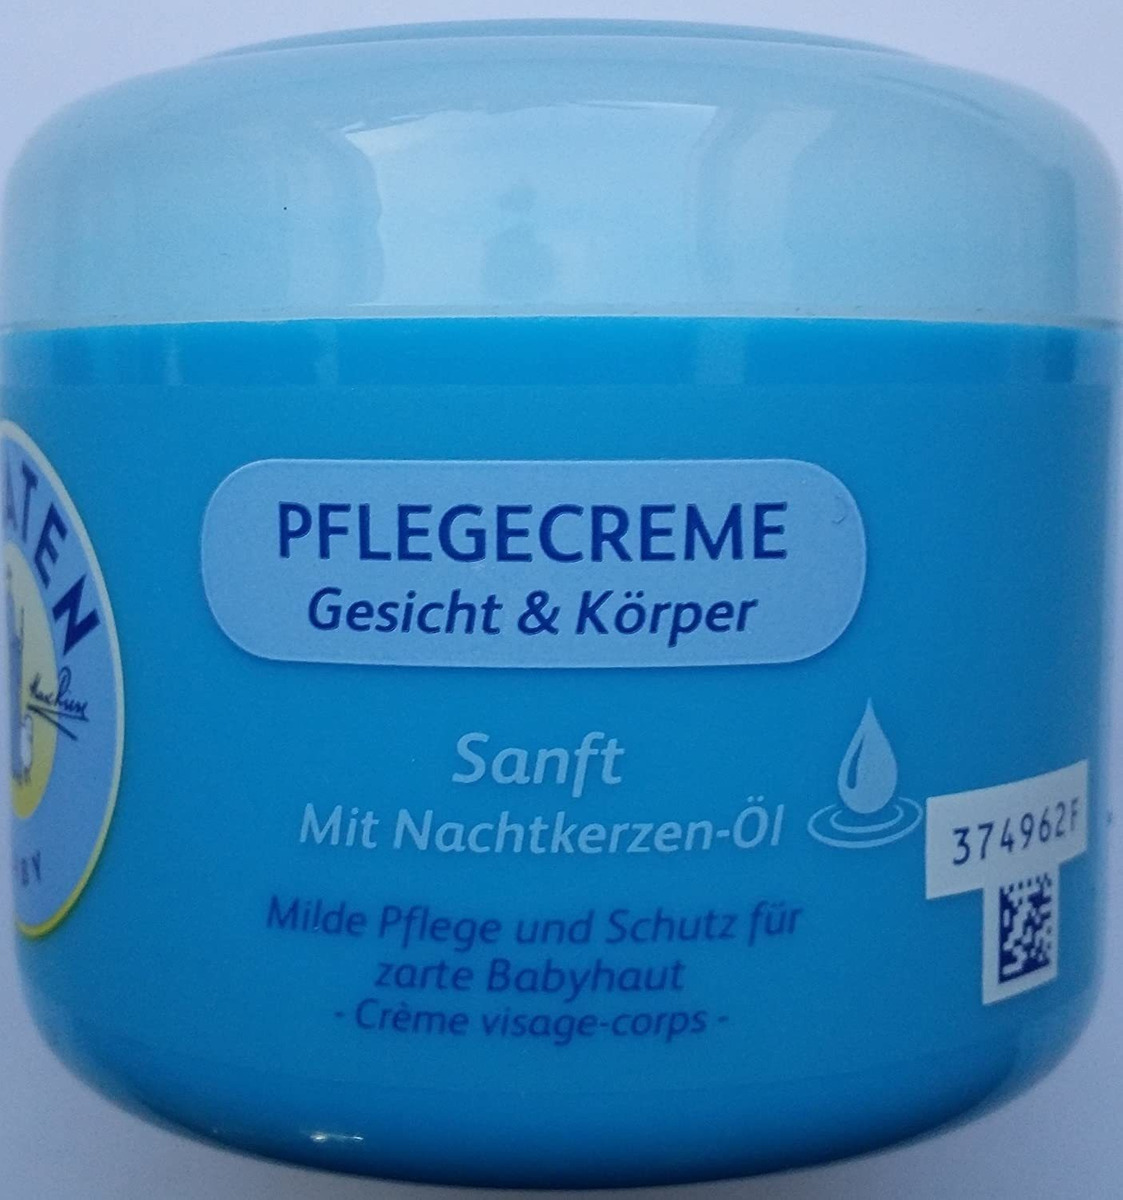 PFLEGECREME
Gesicht & Körper
Sanft
Mit Nachtkerzen-Öl
Milde Pflege und Schutz für
zarte Babyhaut
- Crème visage-corps -
374962F